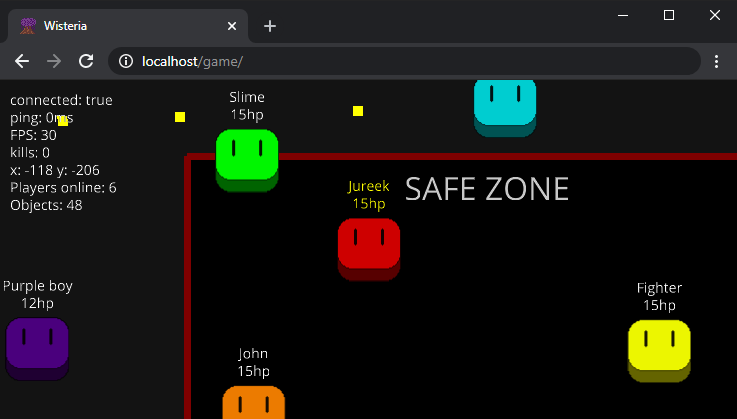 Wisteria
localhost/game/
connected: true
ping: 0ms
FPS: 30
kills: 0
x: -118 y: -206
Players online: 6
Objects: 48
Slime
15hp
Jureek
15hp
SAFE ZONE
Purple boy
12hp
Fighter
15hp
John
15hp